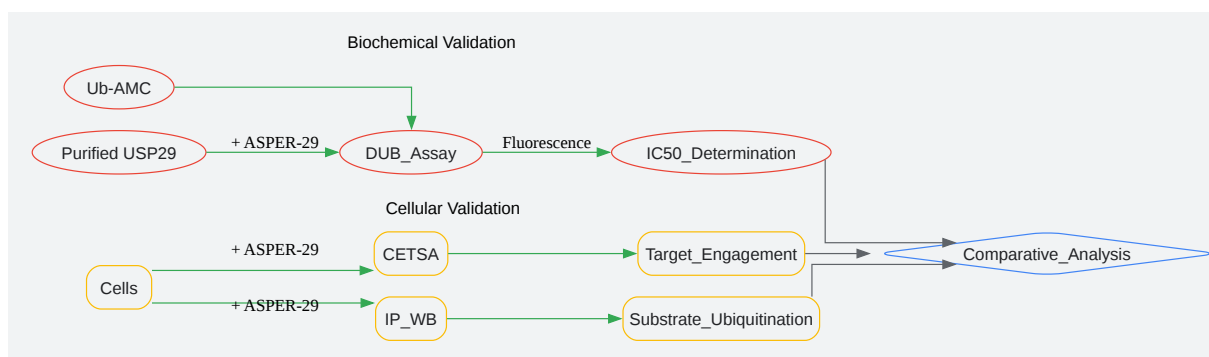 Biochemical Validation
Ub-AMC
Purified USP29
+ ASPER-29
DUB_Assay
Fluorescence
IC50_Determination
Cellular Validation
Cells
+ ASPER-29
CETSA
Target_Engagement
Comparative_Analysis
+ ASPER-29
IP_WB
Substrate_Ubiquitination